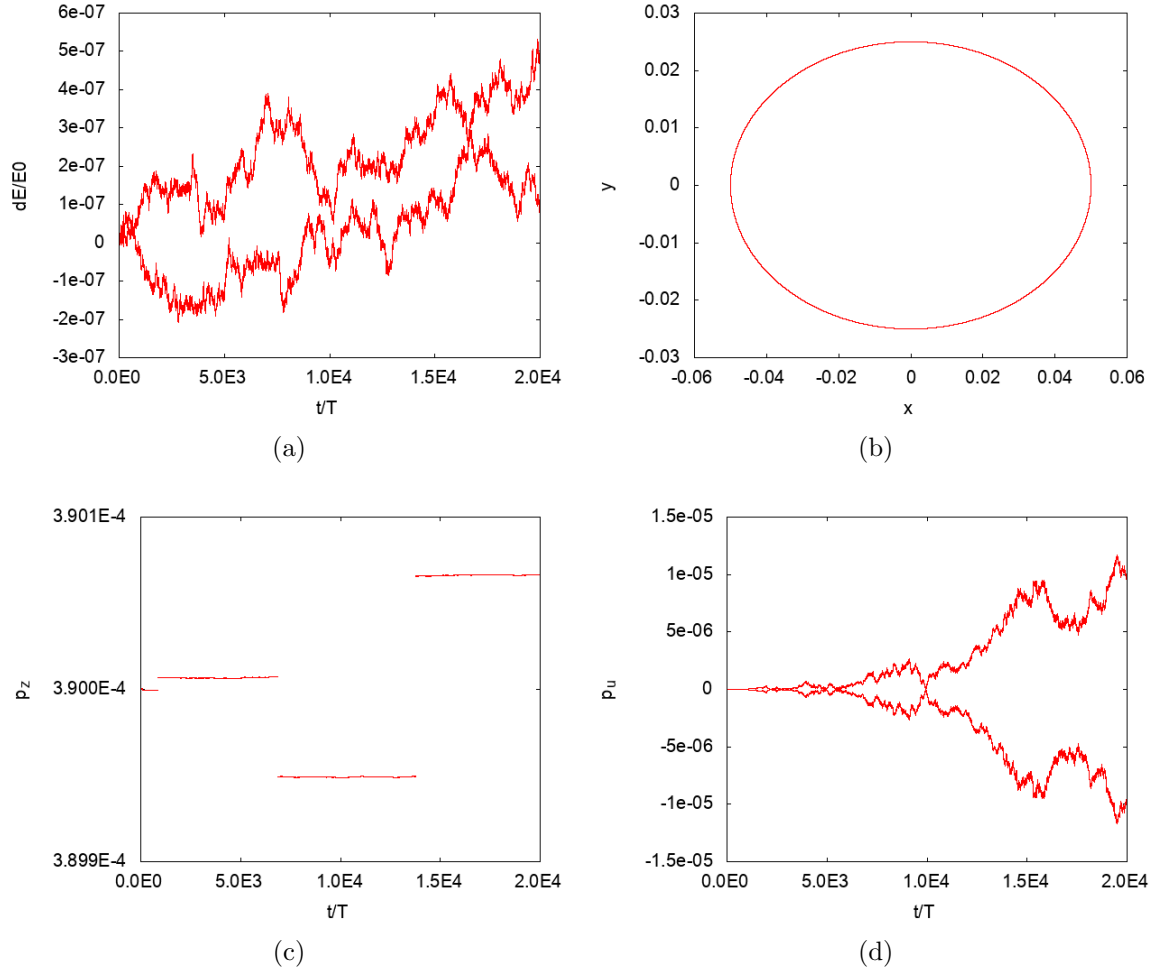 6e-07
5e-07
4e-07
3e-07
2e-07
1e-07
0
-1e-07
-2e-07
-3e-07
dE/E0
0.0E0 5.0E3 1.0E4 1.5E4 2.0E4
t/T
(a)
0.03
0.02
0.01
0
-0.01
-0.02
-0.03
y
-0.06 -0.04 -0.02 0 0.02 0.04 0.06
x
(b)
3.901E-4
3.900E-4
3.899E-4
pz
0.0E0 5.0E3 1.0E4 1.5E4 2.0E4
t/T
(c)
1.5e-05
1e-05
5e-06
0
-5e-06
-1e-05
-1.5e-05
pu
0.0E0 5.0E3 1.0E4 1.5E4 2.0E4
t/T
(d)